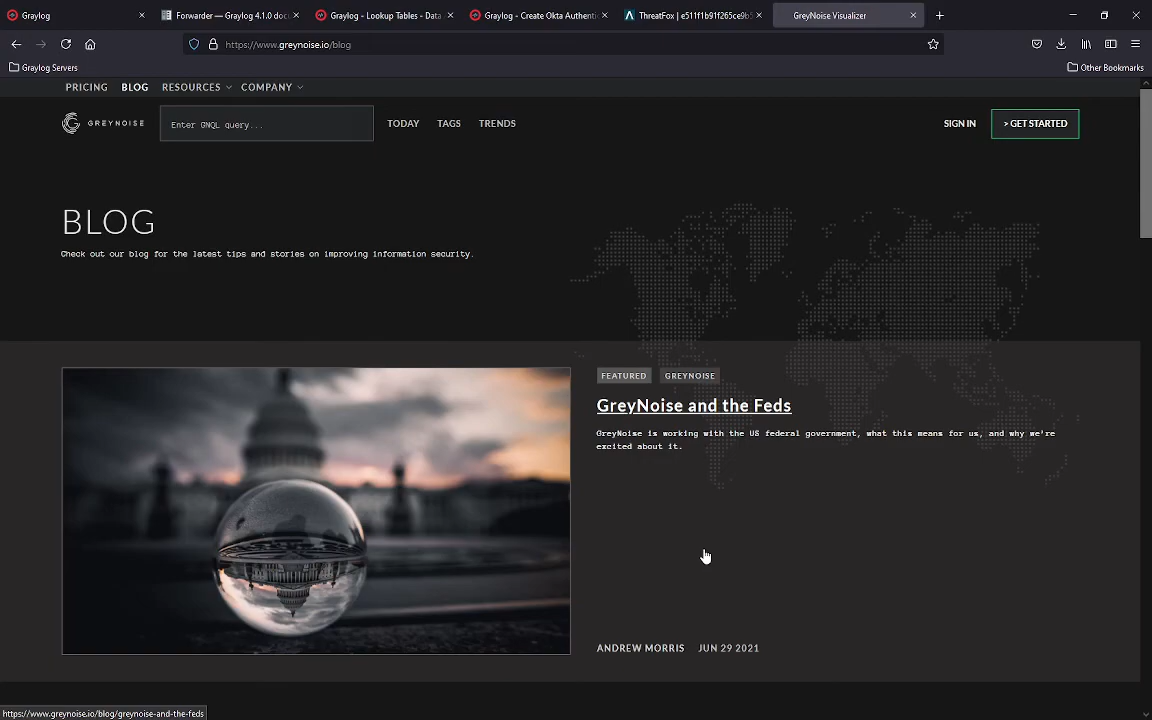 Graylog
Forwarder — Graylog 4.1.0 doc
Graylog - Lookup Tables - Data
Graylog - Create Okta Authenti
ThreatFox | e511f1b91f265ce9b5
GreyNoise Visualizer
https://www.greynoise.io/blog
Graylog Servers
Other Bookmarks
PRICING BLOG RESOURCES COMPANY
GREYNOISE
Enter GNQL query...
TODAY TAGS TRENDS
SIGN IN
> GET STARTED
BLOG
Check out our blog for the latest tips and stories on improving information security.
FEATURED GREYNOISE
GreyNoise and the Feds
GreyNoise is working with the US federal government, what this means for us, and why we're
excited about it.
ANDREW MORRIS JUN 29 2021
https://www.greynoise.io/blog/greynoise-and-the-feds